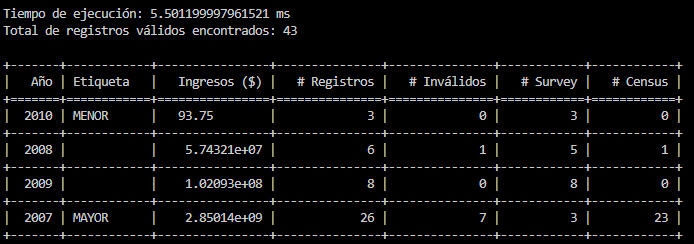 Tiempo de ejecución: 5.501199997961521 ms
Total de registros válidos encontrados: 43
+-------+------------+---------------+--------------+--------------+------------+------------+
|   Año | Etiqueta   |   Ingresos ($) |   # Registros |   # Inválidos |   # Survey |   # Census |
+=======+============+===============+==============+==============+============+============+
|  2010 | MENOR      |   93.75        |             3 |             0 |          3 |          0 |
+-------+------------+---------------+--------------+--------------+------------+------------+
|  2008 |            |    5.74321e+07 |             6 |             1 |          5 |          1 |
+-------+------------+---------------+--------------+--------------+------------+------------+
|  2009 |            |    1.02093e+08 |             8 |             0 |          8 |          0 |
+-------+------------+---------------+--------------+--------------+------------+------------+
|  2007 | MAYOR      |    2.85014e+09 |            26 |             7 |          3 |         23 |
+-------+------------+---------------+--------------+--------------+------------+------------+